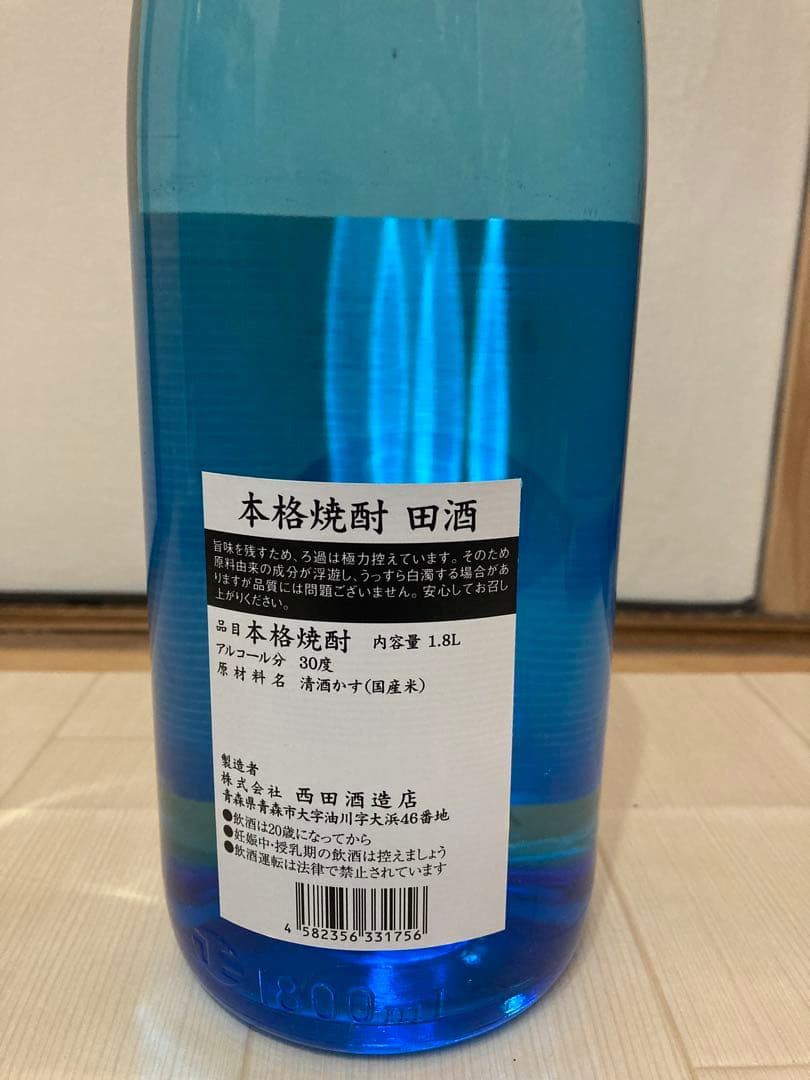 本格焼酎 田酒
旨味を残すため、ろ過は極力控えています。そのため
原料由来の成分が浮遊し、うっすら白濁する場合があ
りますが品質には問題ございません。安心してお召し
上がりください。
品目 本格焼酎 内容量 1.8L
アルコール分 30度
原材料名 清酒かす(国産米)
製造者
株式会社 西田酒造店
青森県青森市大字油川字大浜46番地
●飲酒は20歳になってから
●妊娠中・授乳期の飲酒は控えましょう
●飲酒運転は法律で禁止されています
4 582356 331756
1800ml